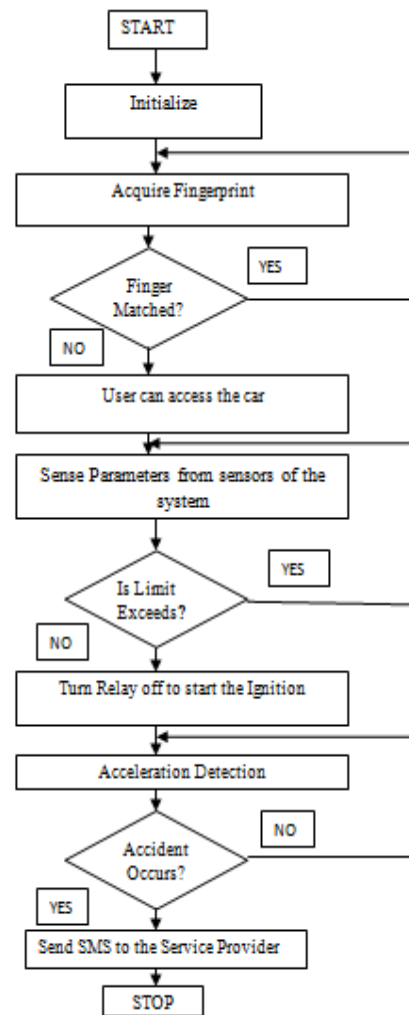 START
Initialize
Acquire Fingerprint
YES
Finger
Matched?
NO
User can access the car
Sense Parameters from sensors of the
system
YES
Is Limit
Exceeds?
NO
Turn Relay off to start the Ignition
Acceleration Detection
NO
Accident
Occurs?
YES
Send SMS to the Service Provider
STOP